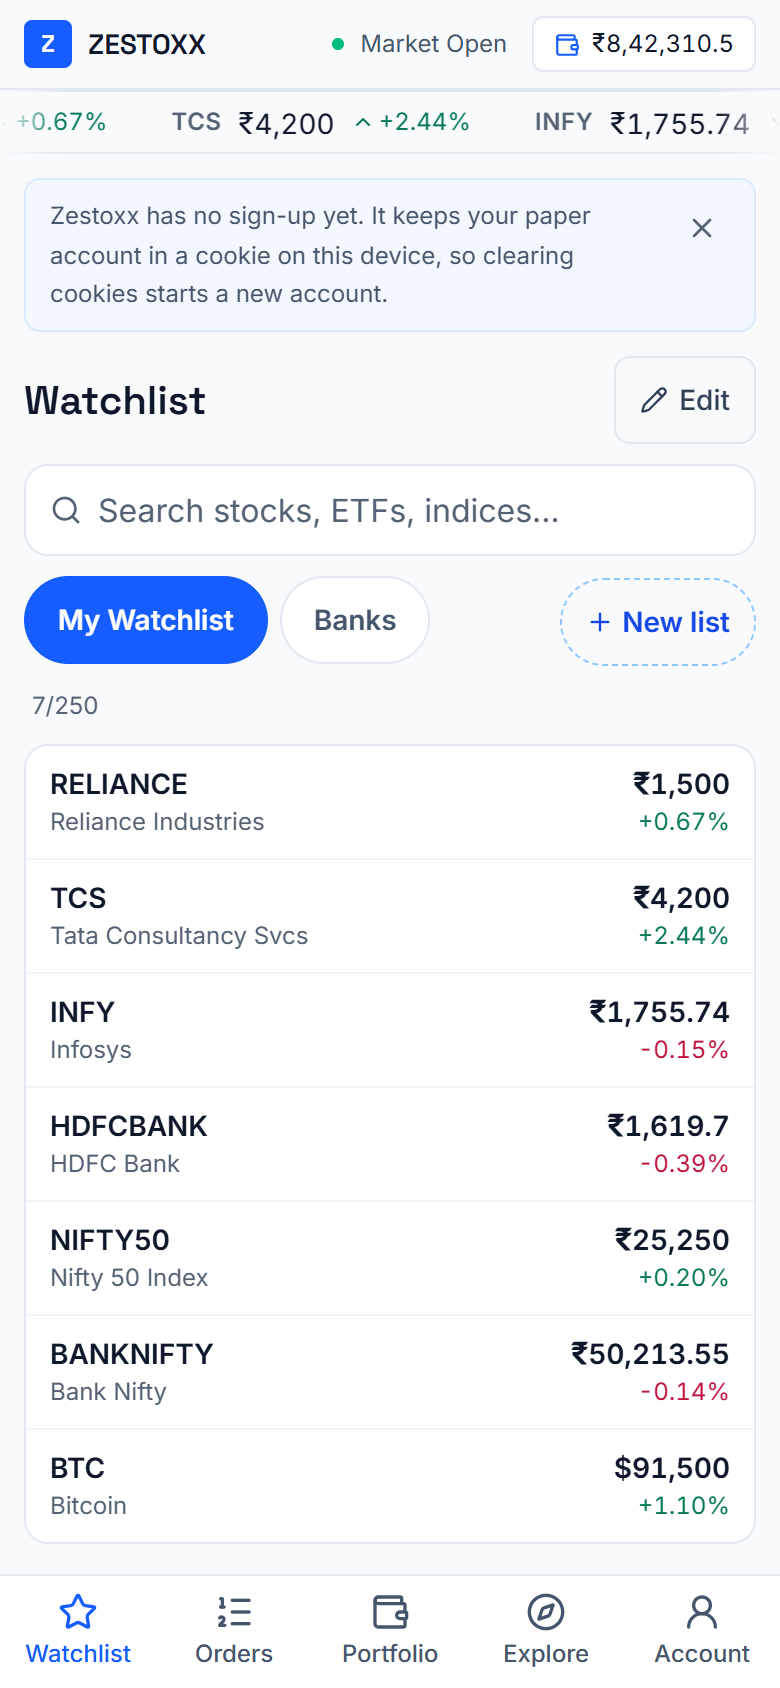 Z ZESTOXX Market Open ₹8,42,310.5
+0.67% TCS ₹4,200 +2.44% INFY ₹1,755.74
Zestoxx has no sign-up yet. It keeps your paper
account in a cookie on this device, so clearing
cookies starts a new account.
Watchlist Edit
Search stocks, ETFs, indices...
My Watchlist Banks + New list
7/250
RELIANCE ₹1,500
Reliance Industries +0.67%
TCS ₹4,200
Tata Consultancy Svcs +2.44%
INFY ₹1,755.74
Infosys -0.15%
HDFCBANK ₹1,619.7
HDFC Bank -0.39%
NIFTY50 ₹25,250
Nifty 50 Index +0.20%
BANKNIFTY ₹50,213.55
Bank Nifty -0.14%
BTC $91,500
Bitcoin +1.10%
Watchlist Orders Portfolio Explore Account